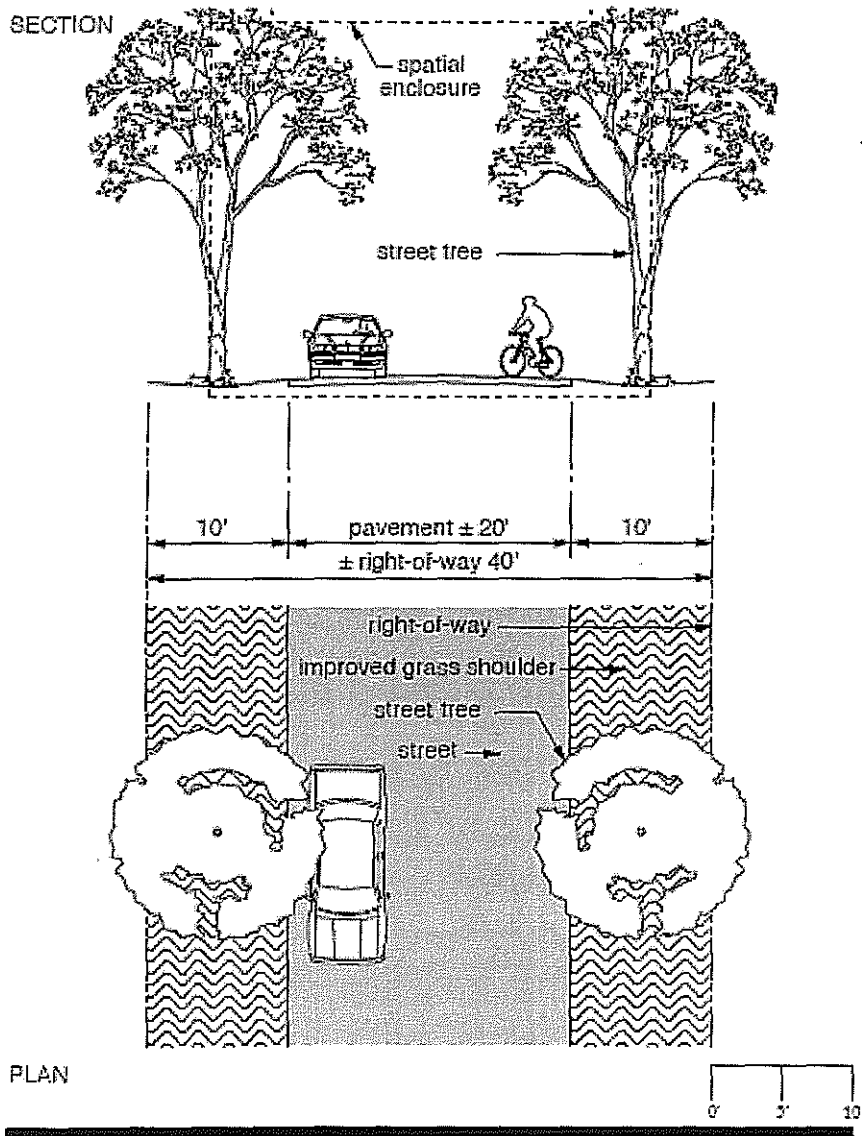 SECTION
spatial
enclosure
street tree
10' pavement ± 20' 10'
± right-of-way 40'
right-of-way
improved grass shoulder
street tree
street
PLAN
0' 5' 10